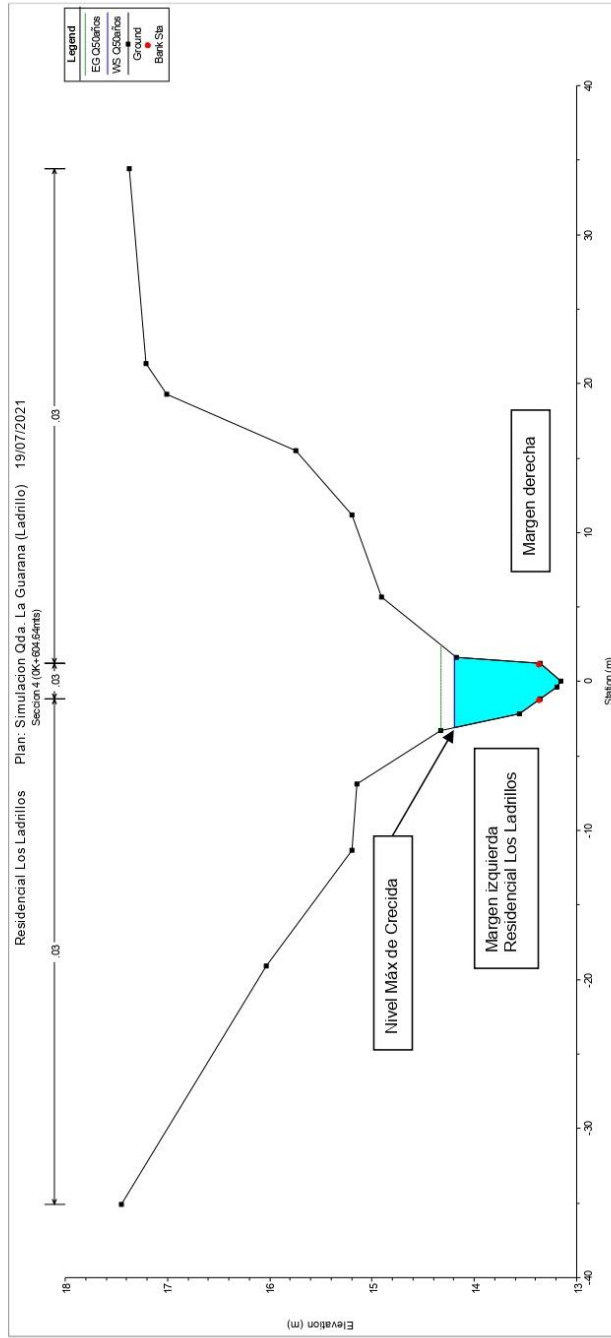 Residencial Los Ladrillos Plan: Simulacion Qda. La Guarana (Ladrillo) 19/07/2021
Seccion 4 (0K+604.64mts)
.03 .03 .03
Legend
EG Q50años
WS Q50años
Ground
Bank Sta
Elevation (m)
18
17
16
15
14
13
Nivel Máx de Crecida
Margen izquierda
Residencial Los Ladrillos
Margen derecha
-40 -30 -20 -10 0 10 20 30 40
Station (m)